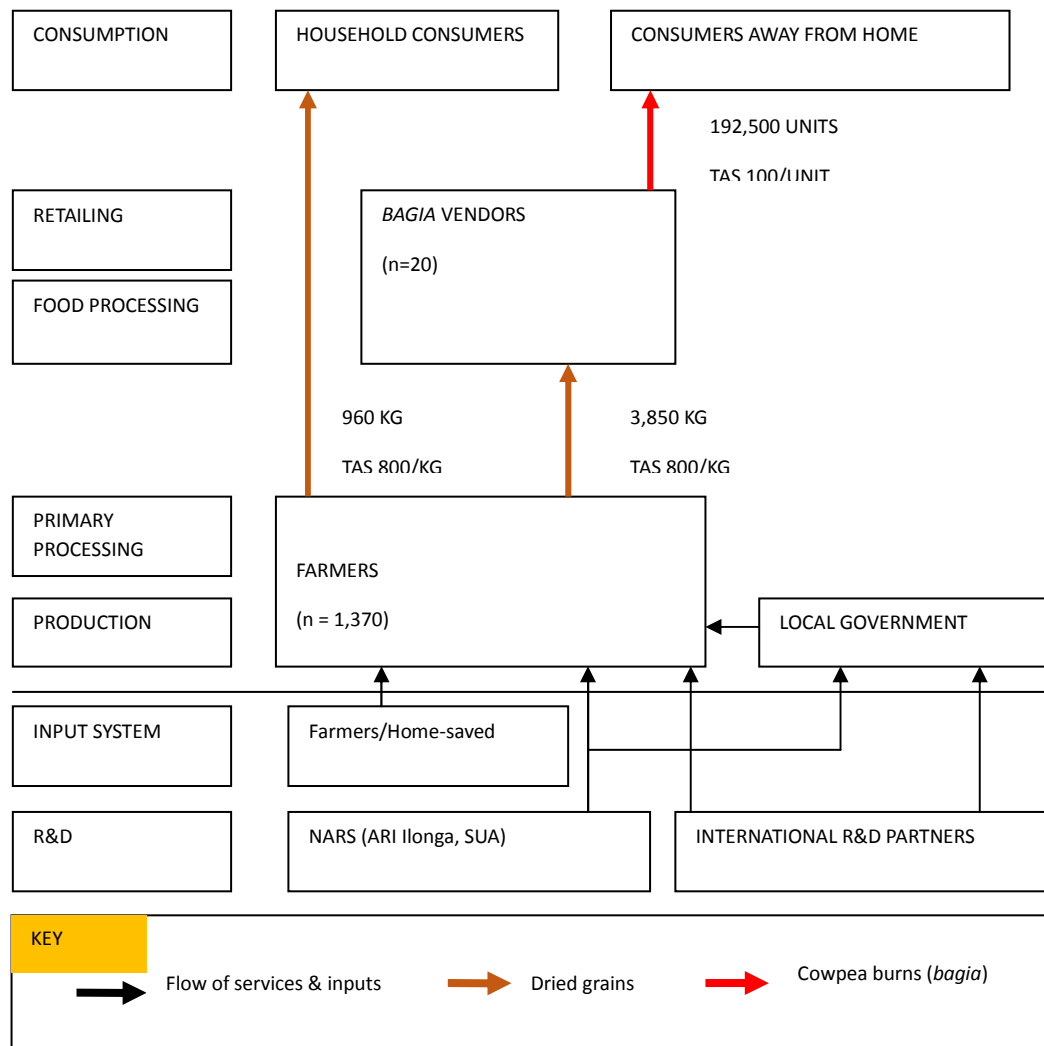 CONSUMPTION
HOUSEHOLD CONSUMERS
CONSUMERS AWAY FROM HOME
192,500 UNITS
TAS 100/UNIT
RETAILING
BAGIA VENDORS
(n=20)
FOOD PROCESSING
960 KG
TAS 800/KG
3,850 KG
TAS 800/KG
PRIMARY
PROCESSING
FARMERS
(n = 1,370)
PRODUCTION
LOCAL GOVERNMENT
INPUT SYSTEM
Farmers/Home-saved
R&D
NARS (ARI Ilonga, SUA)
INTERNATIONAL R&D PARTNERS
KEY
Flow of services & inputs
Dried grains
Cowpea burns (bagia)